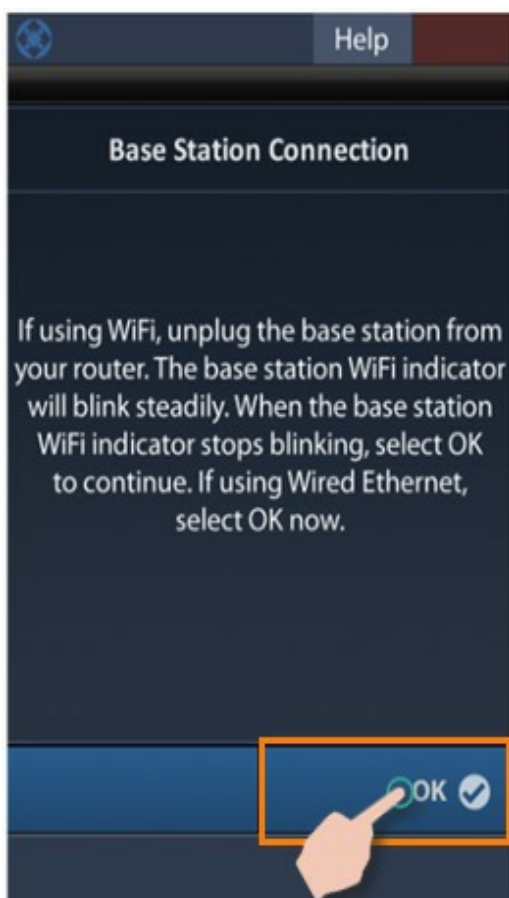 Help
Base Station Connection
If using WiFi, unplug the base station from
your router. The base station WiFi indicator
will blink steadily. When the base station
WiFi indicator stops blinking, select OK
to continue. If using Wired Ethernet,
select OK now.
OK